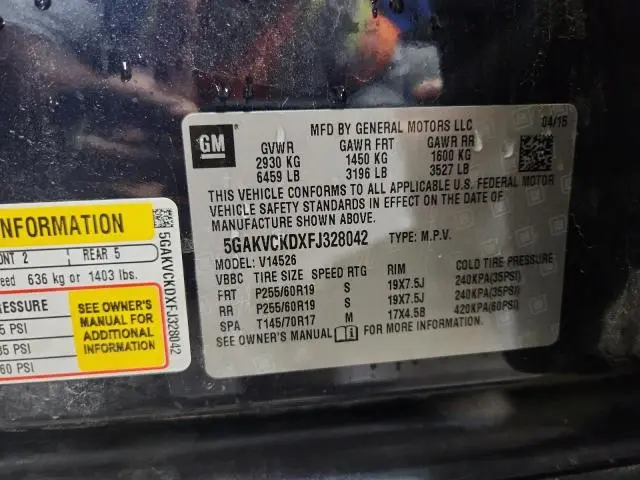 GM
MFD BY GENERAL MOTORS LLC 04/15
GVWR GAWR FRT GAWR RR
2930 KG 1450 KG 1600 KG
6459 LB 3196 LB 3527 LB
THIS VEHICLE CONFORMS TO ALL APPLICABLE U.S. FEDERAL MOTOR
VEHICLE SAFETY STANDARDS IN EFFECT ON THE DATE OF
MANUFACTURE SHOWN ABOVE.
5GAKVCKDXFJ328042 TYPE: M.P.V.
MODEL: V14526
VBBC TIRE SIZE SPEED RTG RIM COLD TIRE PRESSURE
FRT P255/60R19 S 19X7.5J 240KPA(35PSI)
RR P255/60R19 S 19X7.5J 240KPA(35PSI)
SPA T145/70R17 M 17X4.5B 420KPA(60PSI)
SEE OWNER'S MANUAL FOR MORE INFORMATION
INFORMATION
ONT 2 REAR 5
eed 636 kg or 1403 lbs.
RESSURE
5 PSI
35 PSI
60 PSI
SEE OWNER'S
MANUAL FOR
ADDITIONAL
INFORMATION
5GAKVCKDXFJ328042